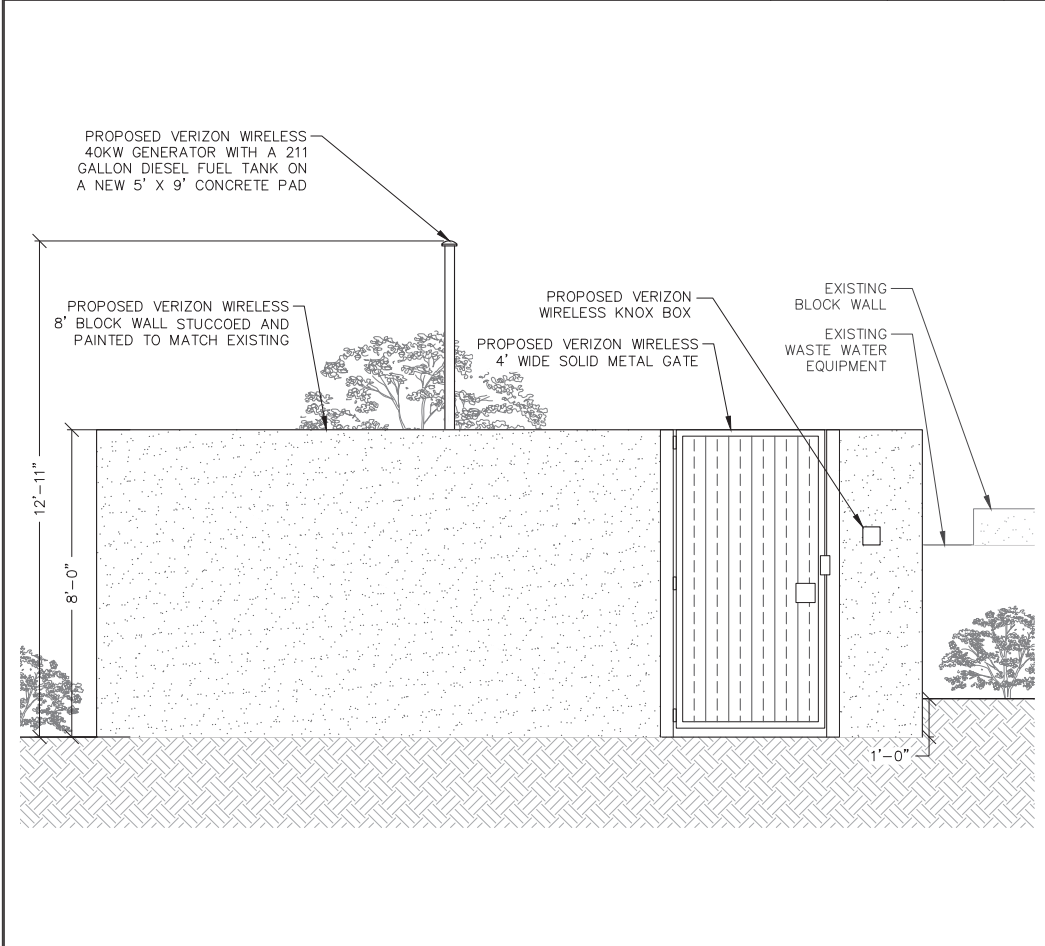 PROPOSED VERIZON WIRELESS
40KW GENERATOR WITH A 211
GALLON DIESEL FUEL TANK ON
A NEW 5' X 9' CONCRETE PAD
PROPOSED VERIZON WIRELESS
8' BLOCK WALL STUCCOED AND
PAINTED TO MATCH EXISTING
PROPOSED VERIZON
WIRELESS KNOX BOX
PROPOSED VERIZON WIRELESS
4' WIDE SOLID METAL GATE
EXISTING
BLOCK WALL
EXISTING
WASTE WATER
EQUIPMENT
12'-11"
8'-0"
1'-0"